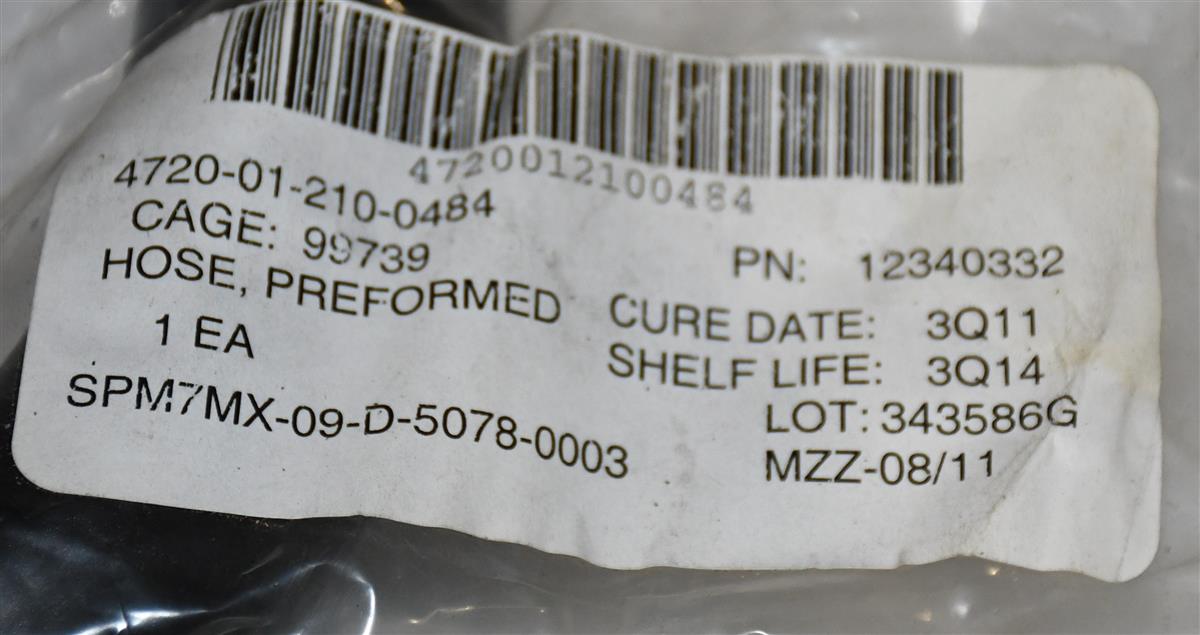 4720012100484
4720-01-210-0484
CAGE: 99739
PN: 12340332
HOSE, PREFORMED
CURE DATE: 3Q11
1 EA
SHELF LIFE: 3Q14
SPM7MX-09-D-5078-0003
LOT: 343586G
MZZ-08/11